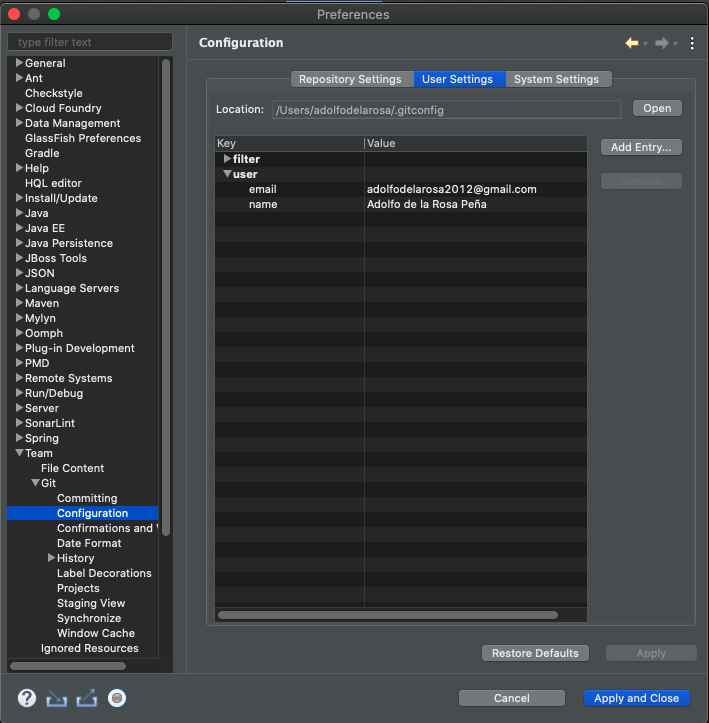 Preferences
type filter text
General
Ant
Checkstyle
Cloud Foundry
Data Management
GlassFish Preferences
Gradle
Help
HQL editor
Install/Update
Java
Java EE
Java Persistence
JBoss Tools
JSON
Language Servers
Maven
Mylyn
Oomph
Plug-in Development
PMD
Remote Systems
Run/Debug
Server
SonarLint
Spring
Team
File Content
Git
Committing
Configuration
Confirmations and
Date Format
History
Label Decorations
Projects
Staging View
Synchronize
Window Cache
Ignored Resources
Configuration
Repository Settings User Settings System Settings
Location: /Users/adolfodelarosa/.gitconfig Open
Key Value
Add Entry...
filter
user
Remove
email adolfodelarosa2012@gmail.com
name Adolfo de la Rosa Peña
Restore Defaults Apply
? Cancel Apply and Close